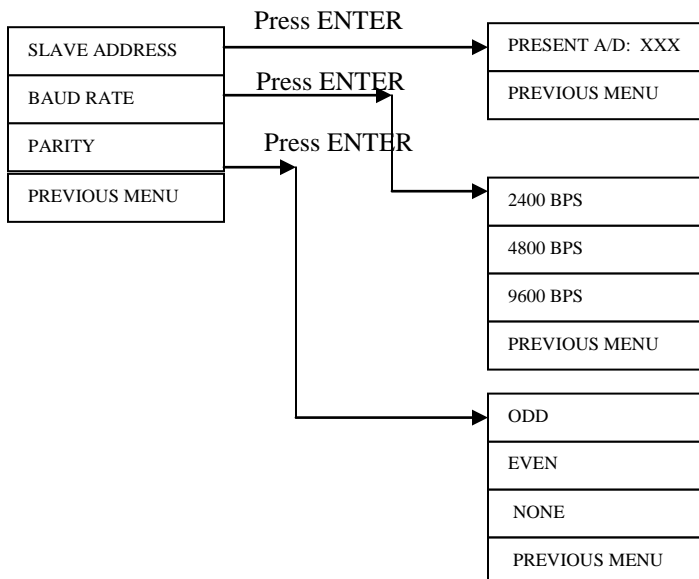 Press ENTER
SLAVE ADDRESS
BAUD RATE
PARITY
PREVIOUS MENU
Press ENTER
Press ENTER
PRESENT A/D: XXX
PREVIOUS MENU
2400 BPS
4800 BPS
9600 BPS
PREVIOUS MENU
ODD
EVEN
NONE
PREVIOUS MENU